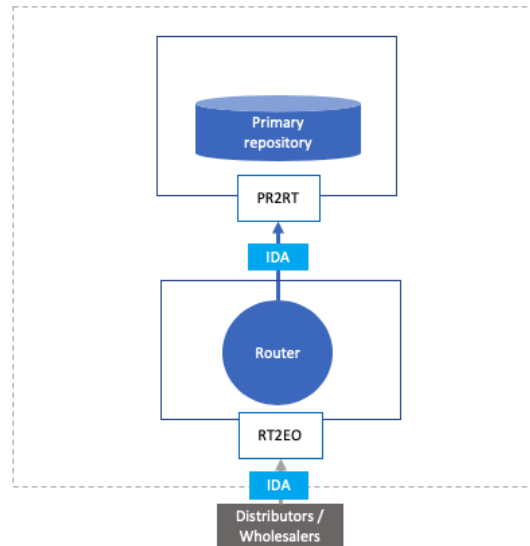 Primary
repository
PR2RT
IDA
Router
RT2EO
IDA
Distributors /
Wholesalers